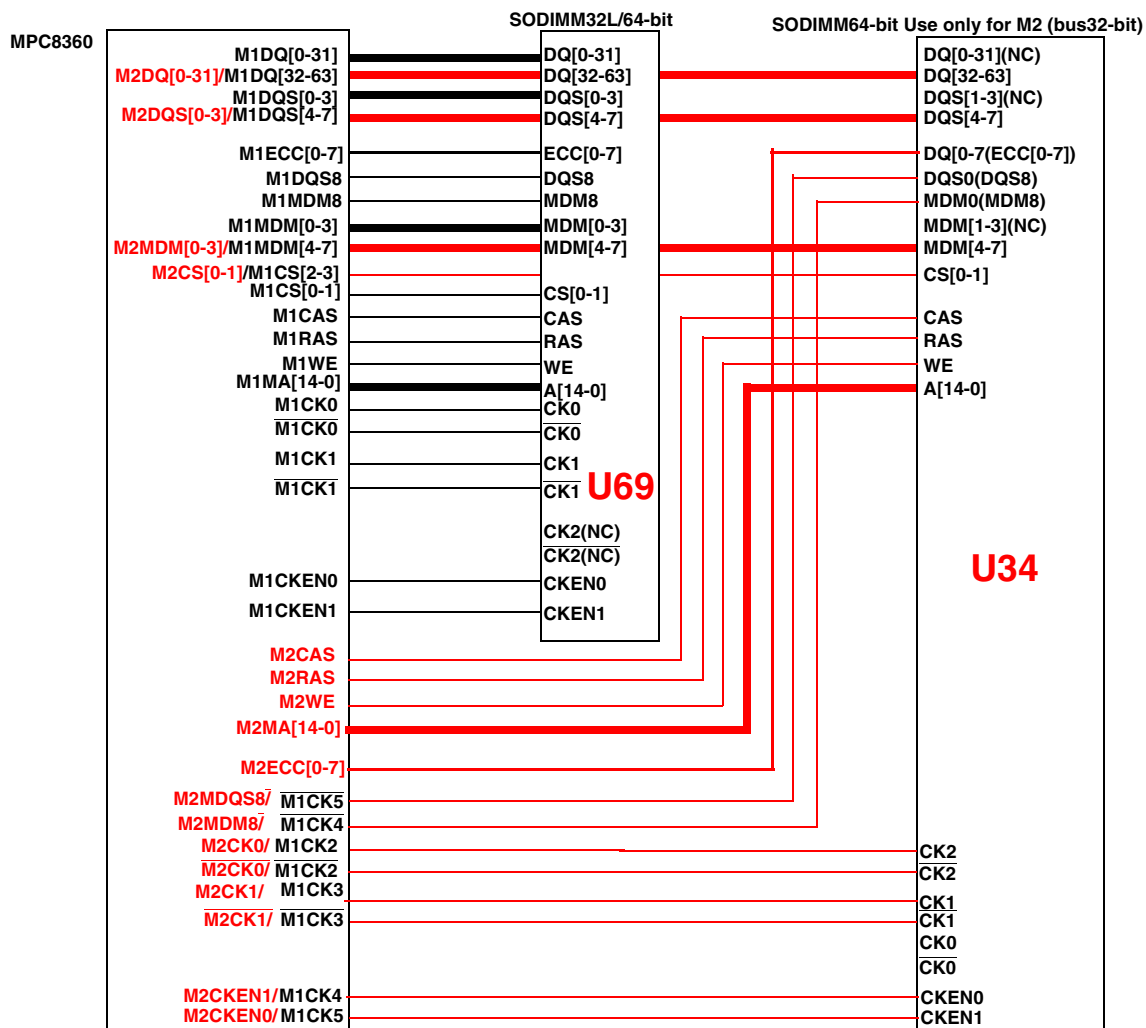 SODIMM32L/64-bit
SODIMM64-bit Use only for M2 (bus32-bit)
MPC8360
M1DQ[0-31] DQ[0-31] DQ[0-31](NC)
M2DQ[0-31]/M1DQ[32-63] DQ[32-63] DQ[32-63]
M1DQS[0-3] DQS[0-3] DQS[1-3](NC)
M2DQS[0-3]/M1DQS[4-7] DQS[4-7] DQS[4-7]
M1ECC[0-7] ECC[0-7] DQ[0-7(ECC[0-7])
M1DQS8 DQS8 DQS0(DQS8)
M1MDM8 MDM8 MDM0(MDM8)
M1MDM[0-3] MDM[0-3] MDM[1-3](NC)
M2MDM[0-3]/M1MDM[4-7] MDM[4-7] MDM[4-7]
M2CS[0-1]/M1CS[2-3] CS[0-1]
M1CS[0-1] CS[0-1]
M1CAS CAS CAS
M1RAS RAS RAS
M1WE WE WE
M1MA[14-0] A[14-0] A[14-0]
M1CK0 CK0
M1CK0 CK0
M1CK1 CK1
M1CK1 CK1
U69
CK2(NC)
CK2(NC)
U34
M1CKEN0 CKEN0
M1CKEN1 CKEN1
M2CAS
M2RAS
M2WE
M2MA[14-0]
M2ECC[0-7]
M2MDQS8/ M1CK5
M2MDM8/ M1CK4
M2CK0/ M1CK2 CK2
M2CK0/ M1CK2 CK2
M2CK1/ M1CK3 CK1
M2CK1/ M1CK3 CK1
CK0
CK0
M2CKEN1/M1CK4 CKEN0
M2CKEN0/M1CK5 CKEN1